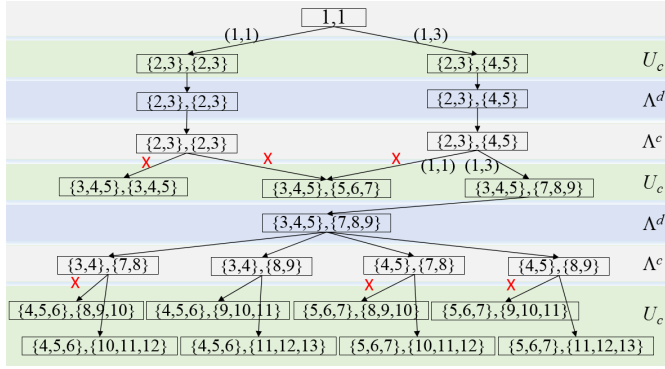 1,1
(1,1) (1,3)
{2,3},{2,3} {2,3},{4,5} U_c
{2,3},{2,3} {2,3},{4,5} Λ^d
{2,3},{2,3} {2,3},{4,5} Λ^c
X X X (1,1) (1,3)
{3,4,5},{3,4,5} {3,4,5},{5,6,7} {3,4,5},{7,8,9} U_c
{3,4,5},{7,8,9} Λ^d
{3,4},{7,8} {3,4},{8,9} {4,5},{7,8} {4,5},{8,9} Λ^c
X X X
{4,5,6},{8,9,10} {4,5,6},{9,10,11} {5,6,7},{8,9,10} {5,6,7},{9,10,11} U_c
{4,5,6},{10,11,12} {4,5,6},{11,12,13} {5,6,7},{10,11,12} {5,6,7},{11,12,13}